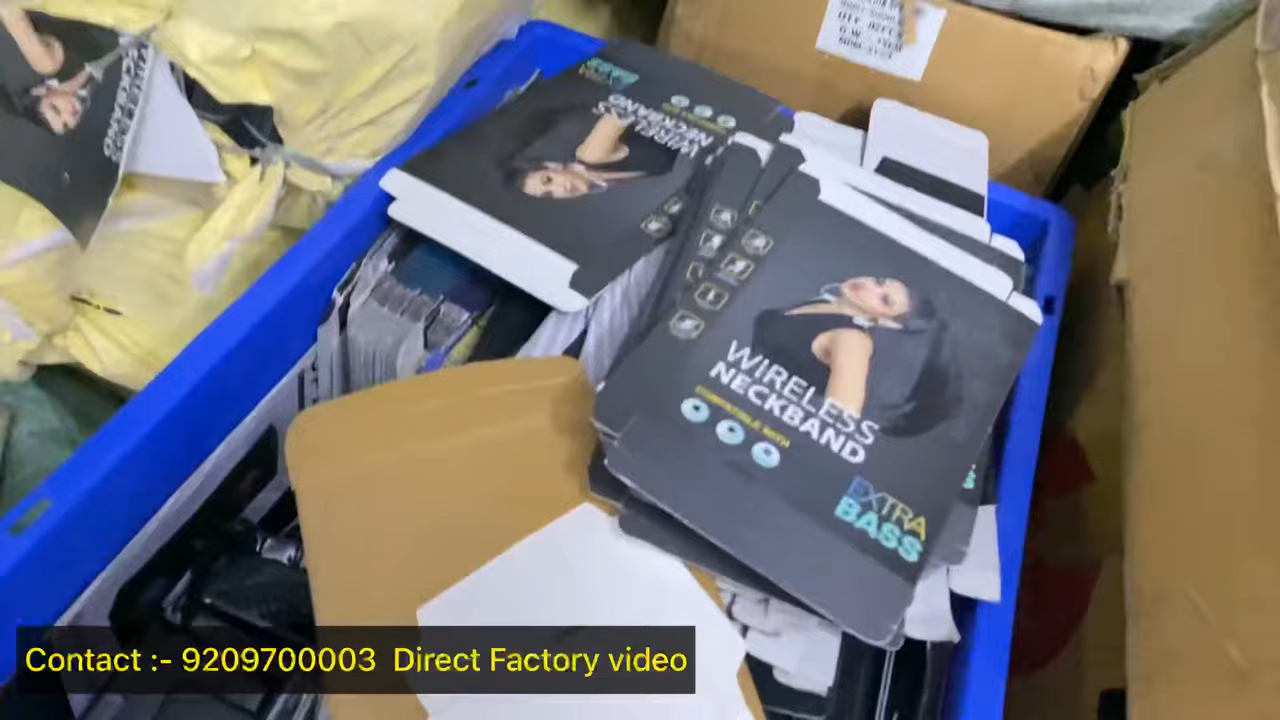 WIRELESS
NECKBAND
WIRELESS
NECKBAND
COMPATIBLE WITH
EXTRA
BASS
Contact :- 9209700003 Direct Factory video